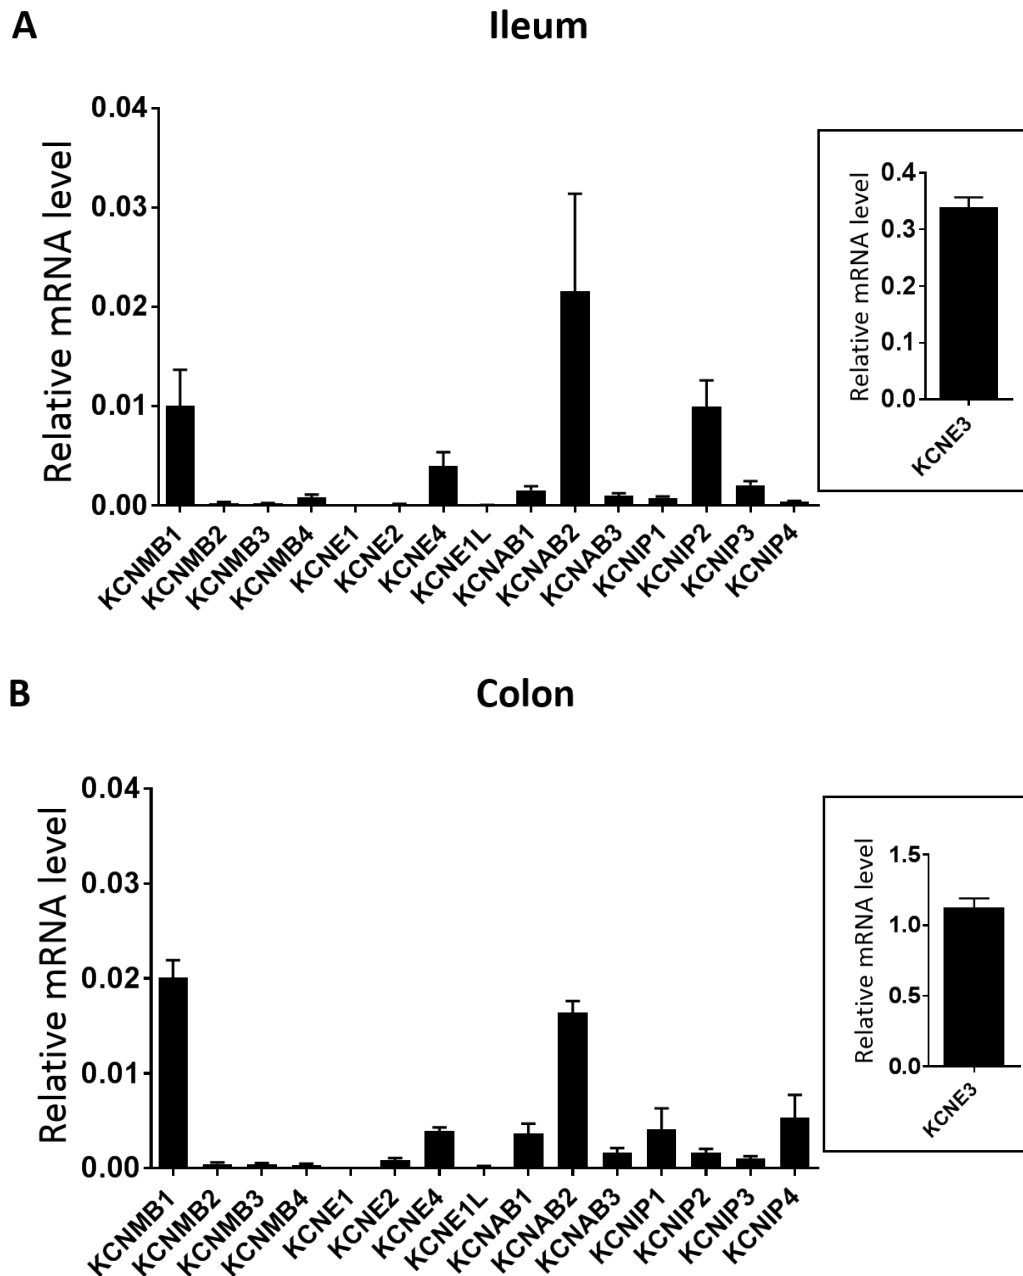 A
Ileum
Relative mRNA level
0.04
0.03
0.02
0.01
0.00
KCNMB1
KCNMB2
KCNMB3
KCNMB4
KCNE1
KCNE2
KCNE4
KCNE1L
KCNAB1
KCNAB2
KCNAB3
KCNIP1
KCNIP2
KCNIP3
KCNIP4
Relative mRNA level
0.4
0.3
0.2
0.1
0.0
KCNE3
B
Colon
Relative mRNA level
0.04
0.03
0.02
0.01
0.00
KCNMB1
KCNMB2
KCNMB3
KCNMB4
KCNE1
KCNE2
KCNE4
KCNE1L
KCNAB1
KCNAB2
KCNAB3
KCNIP1
KCNIP2
KCNIP3
KCNIP4
Relative mRNA level
1.5
1.0
0.5
0.0
KCNE3